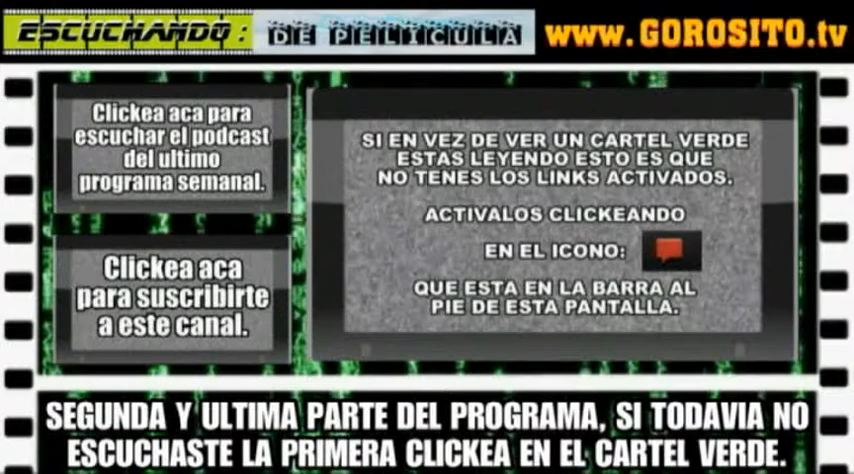 ESCUCHANDO: DE PELICULA www.GOROSITO.tv
Clickea aca para
escuchar el podcast
del ultimo
programa semanal.
Clickea aca
para suscribirte
a este canal.
SI EN VEZ DE VER UN CARTEL VERDE
ESTAS LEYENDO ESTO ES QUE
NO TENES LOS LINKS ACTIVADOS.
ACTIVALOS CLICKEANDO
EN EL ICONO:
QUE ESTA EN LA BARRA AL
PIE DE ESTA PANTALLA.
SEGUNDA Y ULTIMA PARTE DEL PROGRAMA, SI TODAVIA NO
ESCUCHASTE LA PRIMERA CLICKEA EN EL CARTEL VERDE.